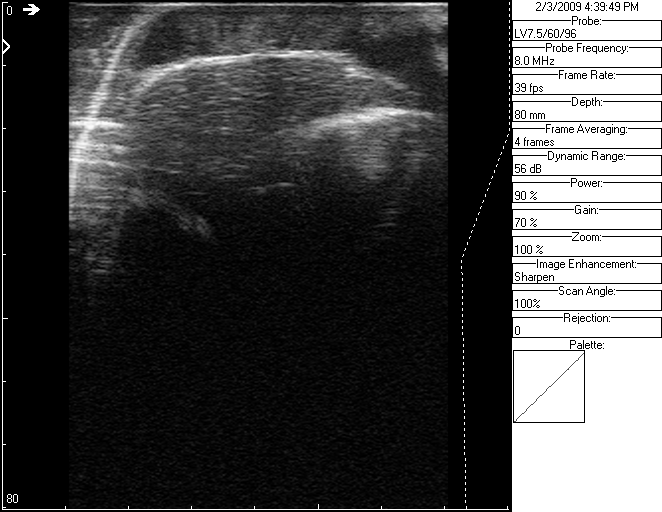 0
80
2/3/2009 4:39:49 PM
Probe:
LV7.5/60/96
Probe Frequency:
8.0 MHz
Frame Rate:
39 fps
Depth:
80 mm
Frame Averaging:
4 frames
Dynamic Range:
56 dB
Power:
90 %
Gain:
70 %
Zoom:
100 %
Image Enhancement:
Sharpen
Scan Angle:
100%
Rejection:
0
Palette: